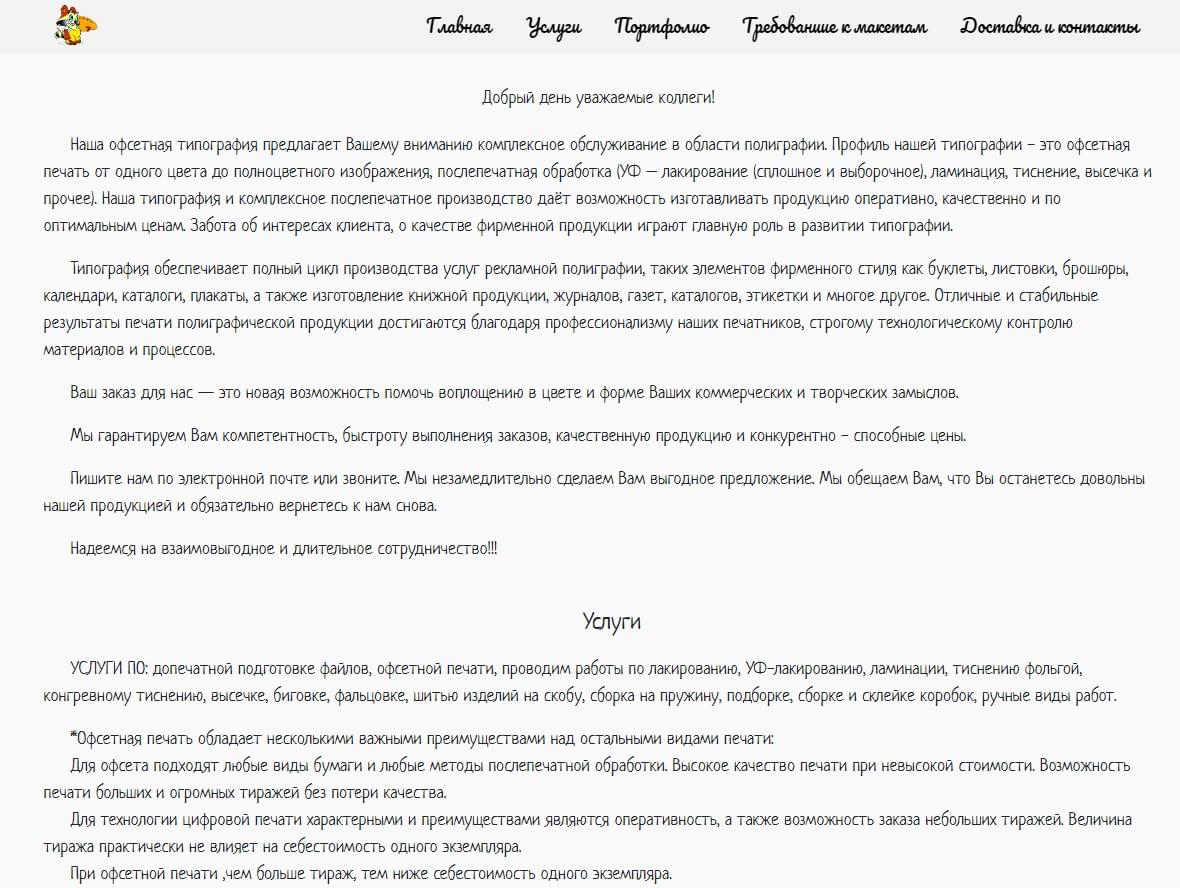 Главная Услуги Портфолио Требованшие к макетам Доставка и контакты
Добрый день уважаемые коллеги!
Наша офсетная типография предлагает Вашему вниманию комплексное обслуживание в области полиграфии. Профиль нашей типографии - это офсетная
печать от одного цвета до полноцветного изображения, послепечатная обработка (УФ – лакирование (сплошное и выборочное), ламинация, тиснение, высечка и
прочее). Наша типография и комплексное послепечатное производство даёт возможность изготавливать продукцию оперативно, качественно и по
оптимальным ценам. Забота об интересах клиента, о качестве фирменной продукции играют главную роль в развитии типографии.
Типография обеспечивает полный цикл производства услуг рекламной полиграфии, таких элементов фирменного стиля как буклеты, листовки, брошюры,
календари, каталоги, плакаты, а также изготовление книжной продукции, журналов, газет, каталогов, этикетки и многое другое. Отличные и стабильные
результаты печати полиграфической продукции достигаются благодаря профессионализму наших печатников, строгому технологическому контролю
материалов и процессов.
Ваш заказ для нас — это новая возможность помочь воплощению в цвете и форме Ваших коммерческих и творческих замыслов.
Мы гарантируем Вам компетентность, быстроту выполнения заказов, качественную продукцию и конкурентно - способные цены.
Пишите нам по электронной почте или звоните. Мы незамедлительно сделаем Вам выгодное предложение. Мы обещаем Вам, что Вы останетесь довольны
нашей продукцией и обязательно вернетесь к нам снова.
Надеемся на взаимовыгодное и длительное сотрудничество!!!
Услуги
УСЛУГИ ПО: допечатной подготовке файлов, офсетной печати, проводим работы по лакированию, УФ-лакированию, ламинации, тиснению фольгой,
конгревному тиснению, высечке, биговке, фальцовке, шитью изделий на скобу, сборка на пружину, подборке, сборке и склейке коробок, ручные виды работ.
*Офсетная печать обладает несколькими важными преимуществами над остальными видами печати:
Для офсета подходят любые виды бумаги и любые методы послепечатной обработки. Высокое качество печати при невысокой стоимости. Возможность
печати больших и огромных тиражей без потери качества.
Для технологии цифровой печати характерными и преимуществами являются оперативность, а также возможность заказа небольших тиражей. Величина
тиража практически не влияет на себестоимость одного экземпляра.
При офсетной печати ,чем больше тираж, тем ниже себестоимость одного экземпляра.